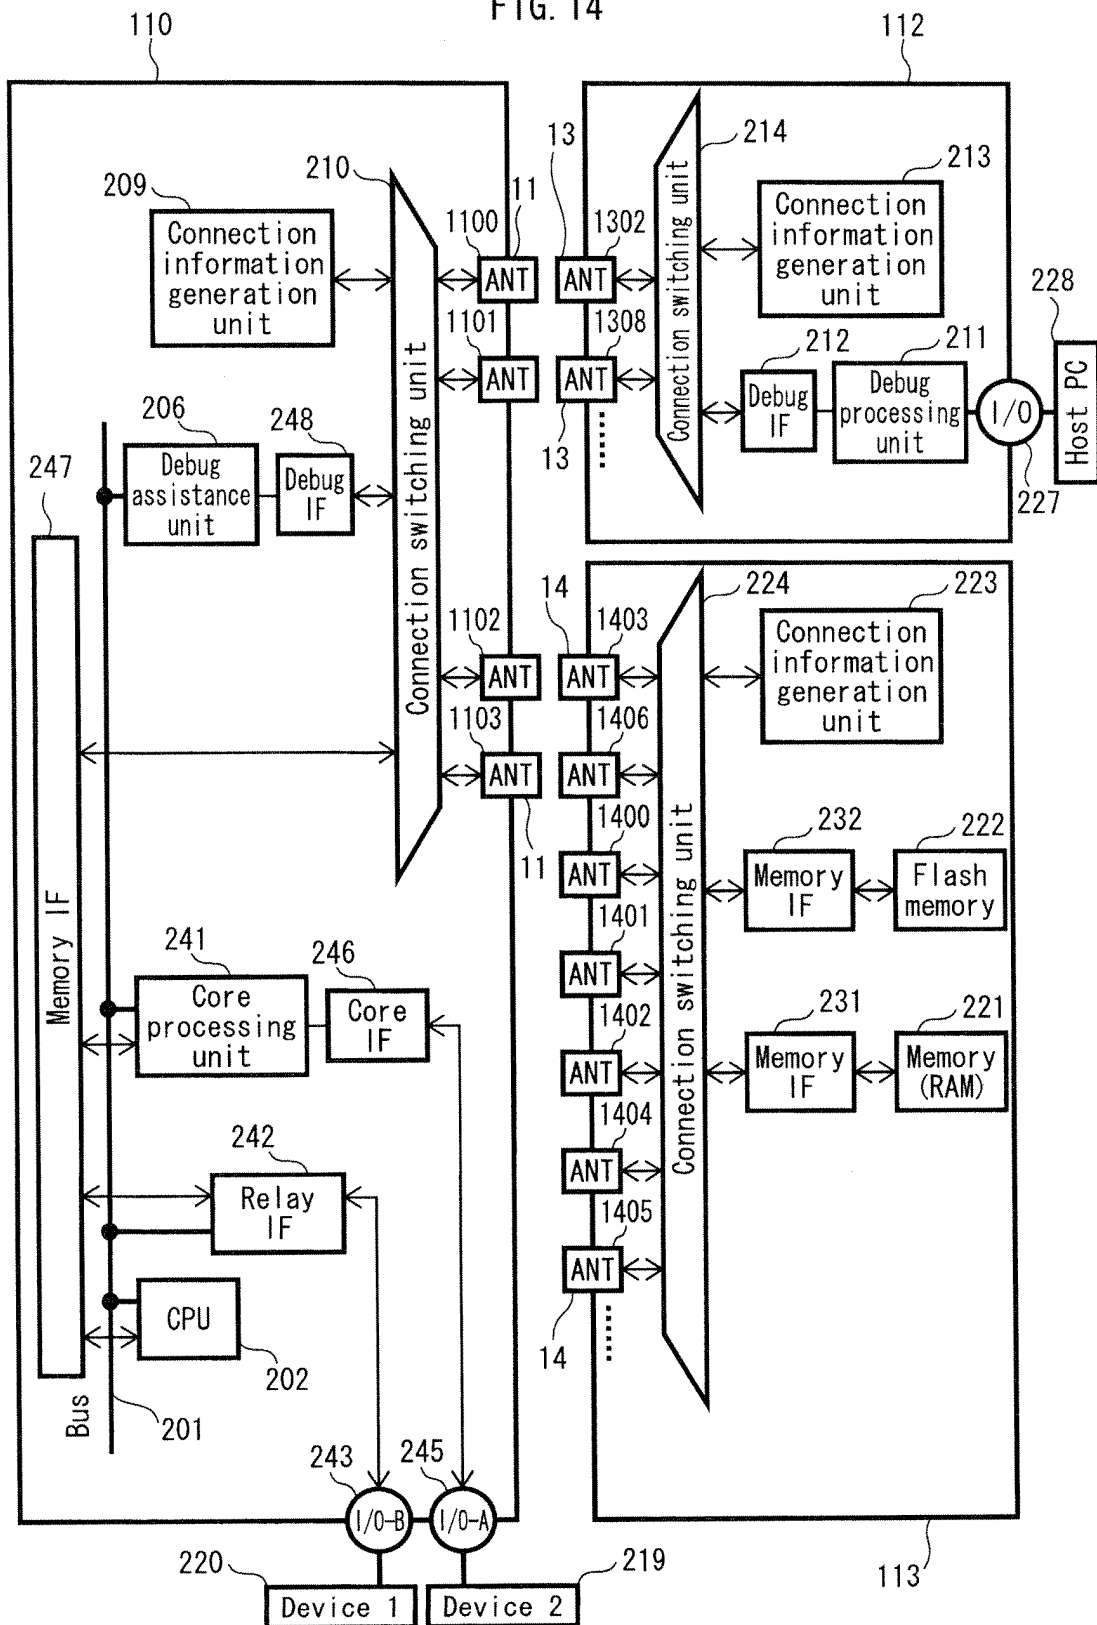 FIG. 14
110
112
209
Connection
information
generation
unit
210
Connection switching unit
1100
11
ANT
1101
ANT
206
Debug
assistance
unit
248
Debug
IF
247
Memory IF
1102
ANT
1103
ANT
11
241
Core
processing
unit
246
Core
IF
242
Relay
IF
CPU
202
Bus
201
243
I/O-B
245
I/O-A
220
Device 1
219
Device 2
13
1302
ANT
1308
ANT
13
214
Connection switching unit
213
Connection
information
generation
unit
212
Debug
IF
211
Debug
processing
unit
I/O
227
228
Host PC
14
1403
ANT
1406
ANT
1400
ANT
1401
ANT
1402
ANT
1404
ANT
1405
ANT
14
224
Connection switching unit
223
Connection
information
generation
unit
232
Memory
IF
222
Flash
memory
231
Memory
IF
221
Memory
(RAM)
113